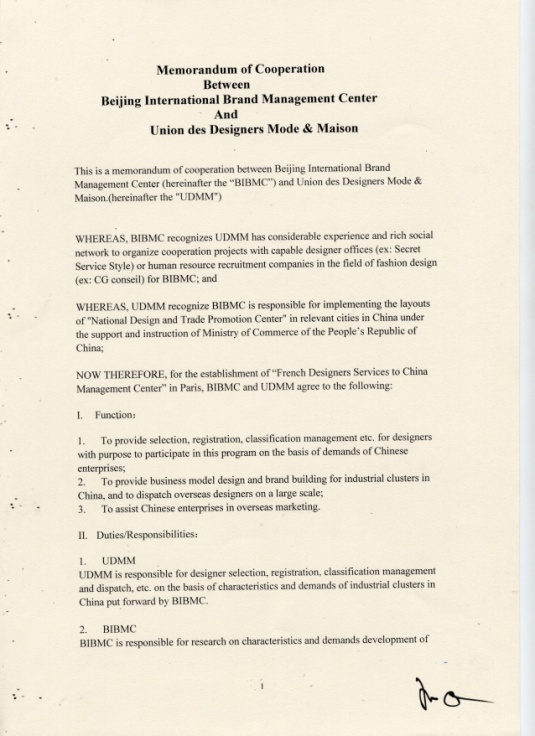 Memorandum of Cooperation
Between
Beijing International Brand Management Center
And
Union des Designers Mode & Maison
This is a memorandum of cooperation between Beijing International Brand
Management Center (hereinafter the “BIBMC”) and Union des Designers Mode &
Maison.(hereinafter the "UDMM")
WHEREAS, BIBMC recognizes UDMM has considerable experience and rich social
network to organize cooperation projects with capable designer offices (ex: Secret
Service Style) or human resource recruitment companies in the field of fashion design
(ex: CG conseil) for BIBMC; and
WHEREAS, UDMM recognize BIBMC is responsible for implementing the layouts
of "National Design and Trade Promotion Center" in relevant cities in China under
the support and instruction of Ministry of Commerce of the People’s Republic of
China;
NOW THEREFORE, for the establishment of “French Designers Services to China
Management Center” in Paris, BIBMC and UDMM agree to the following:
I. Function:
1. To provide selection, registration, classification management etc. for designers
with purpose to participate in this program on the basis of demands of Chinese
enterprises;
2. To provide business model design and brand building for industrial clusters in
China, and to dispatch overseas designers on a large scale;
3. To assist Chinese enterprises in overseas marketing.
II. Duties/Responsibilities:
1. UDMM
UDMM is responsible for designer selection, registration, classification management
and dispatch, etc. on the basis of characteristics and demands of industrial clusters in
China put forward by BIBMC.
2. BIBMC
BIBMC is responsible for research on characteristics and demands development of
1